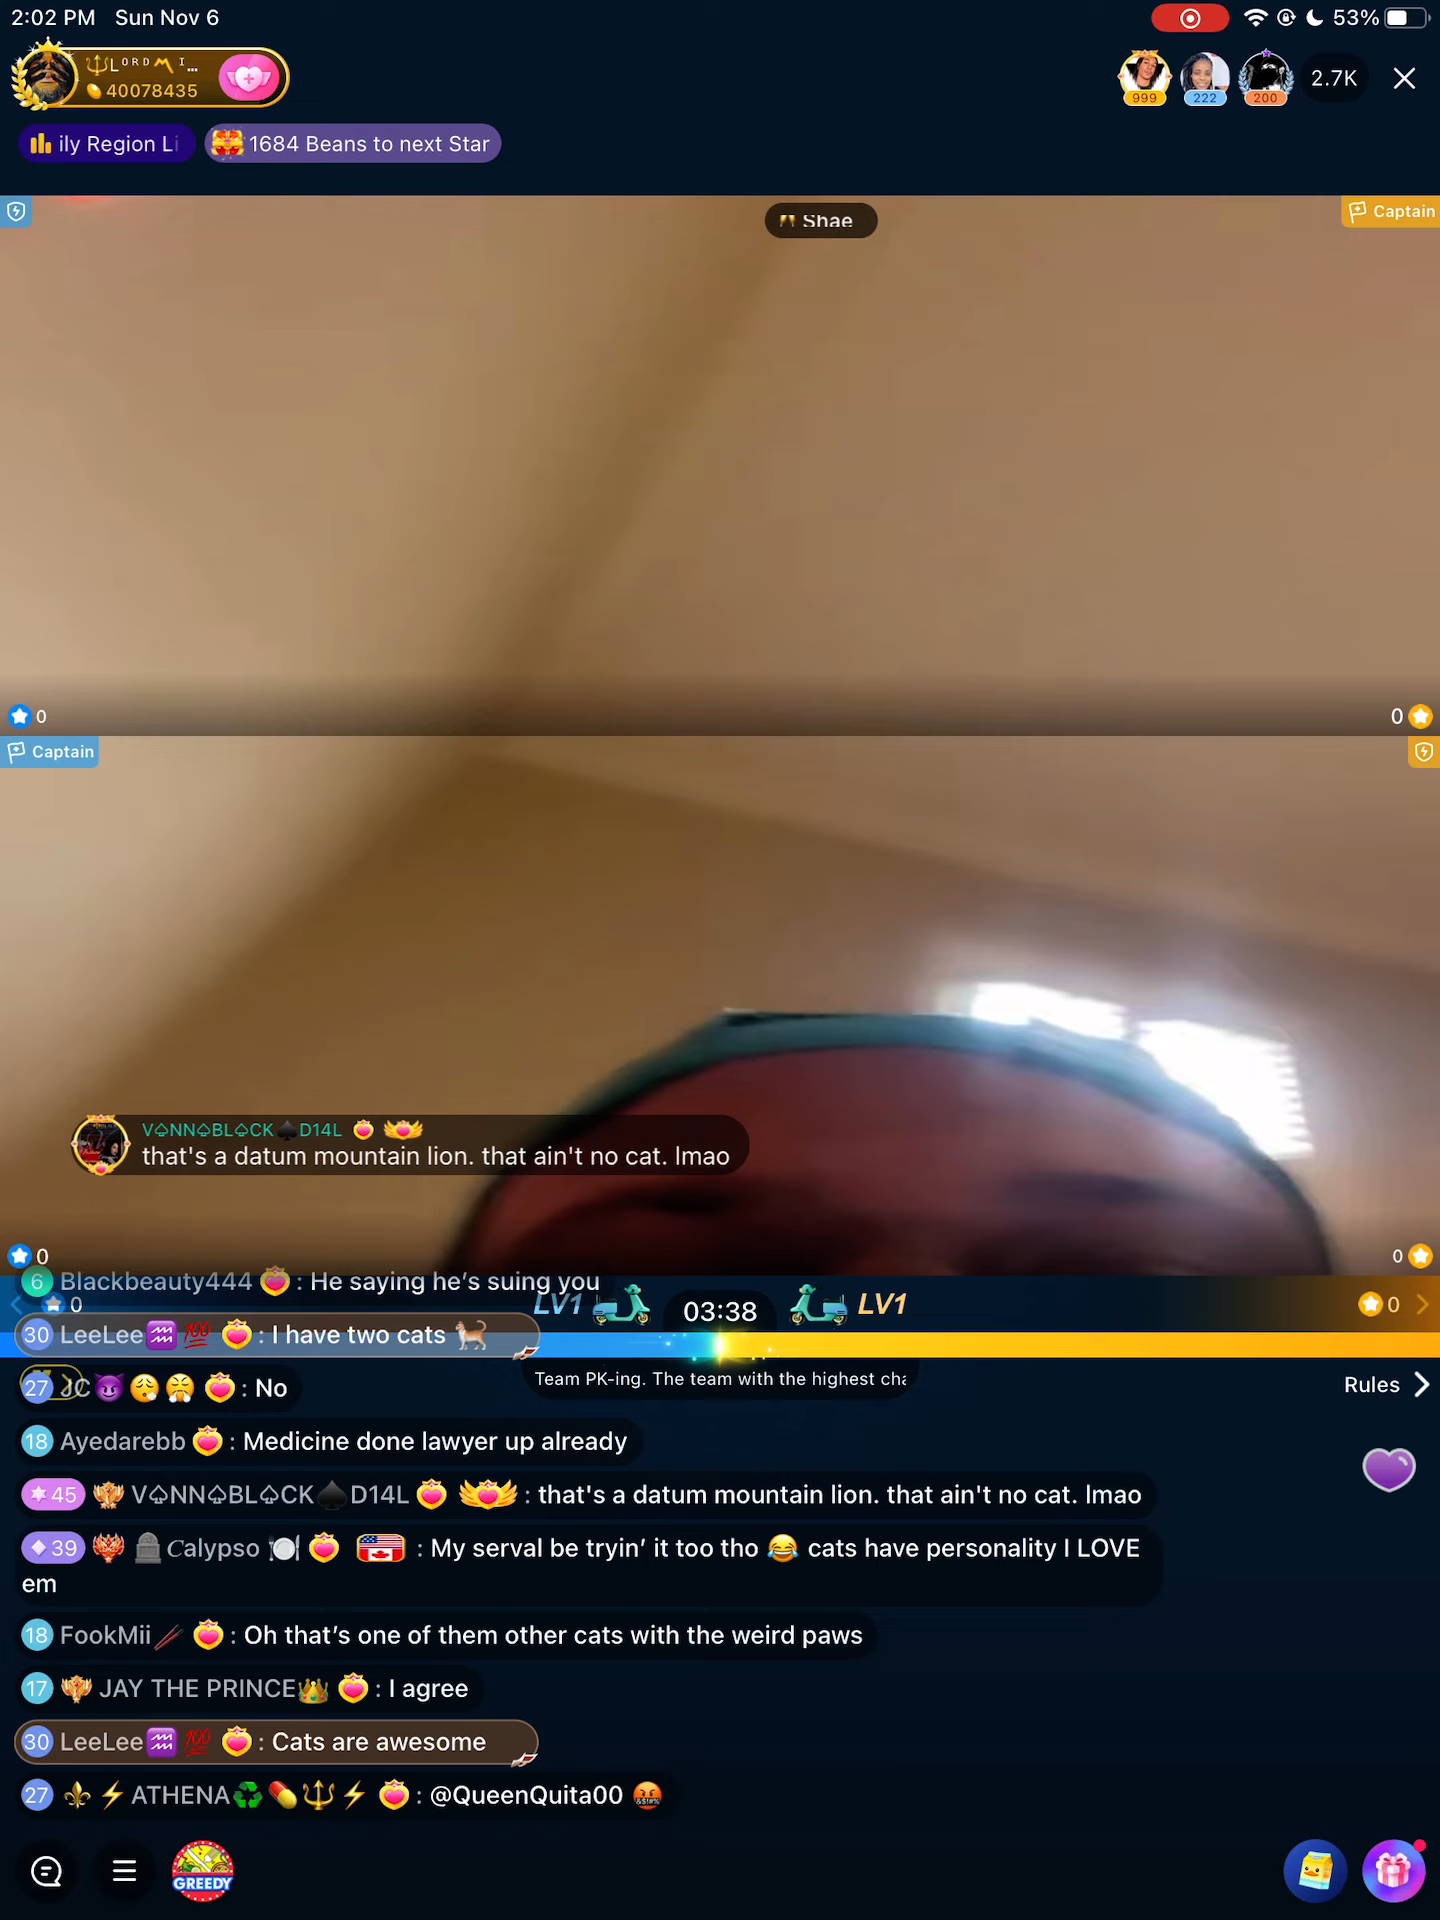 2:02 PM Sun Nov 6
53%
Lᴼᴿᴰ I...
40078435
999
222
200
2.7K
ily Region Li
1684 Beans to next Star
Shae
Captain
0
0
Captain
V♤NN♤BL♤CK♠️D14L
that's a datum mountain lion. that ain't no cat. lmao
0
0
6 Blackbeauty444 : He saying he’s suing you
0 LV1 03:38 LV1 0
30 LeeLee♒💯 : I have two cats 🐈
27 JC😈😮‍💨😤 : No
Team PK-ing. The team with the highest cha
Rules
18 Ayedarebb : Medicine done lawyer up already
45 V♤NN♤BL♤CK♠️D14L : that's a datum mountain lion. that ain't no cat. lmao
39 🪦Calypso 🍽️ : My serval be tryin’ it too tho 😂 cats have personality I LOVE
em
18 FookMii🥢 : Oh that’s one of them other cats with the weird paws
17 JAY THE PRINCE👑 : I agree
30 LeeLee♒💯 : Cats are awesome
27 ⚜️⚡ATHENA♻️💊🔱⚡ : @QueenQuita00 🤬
GREEDY